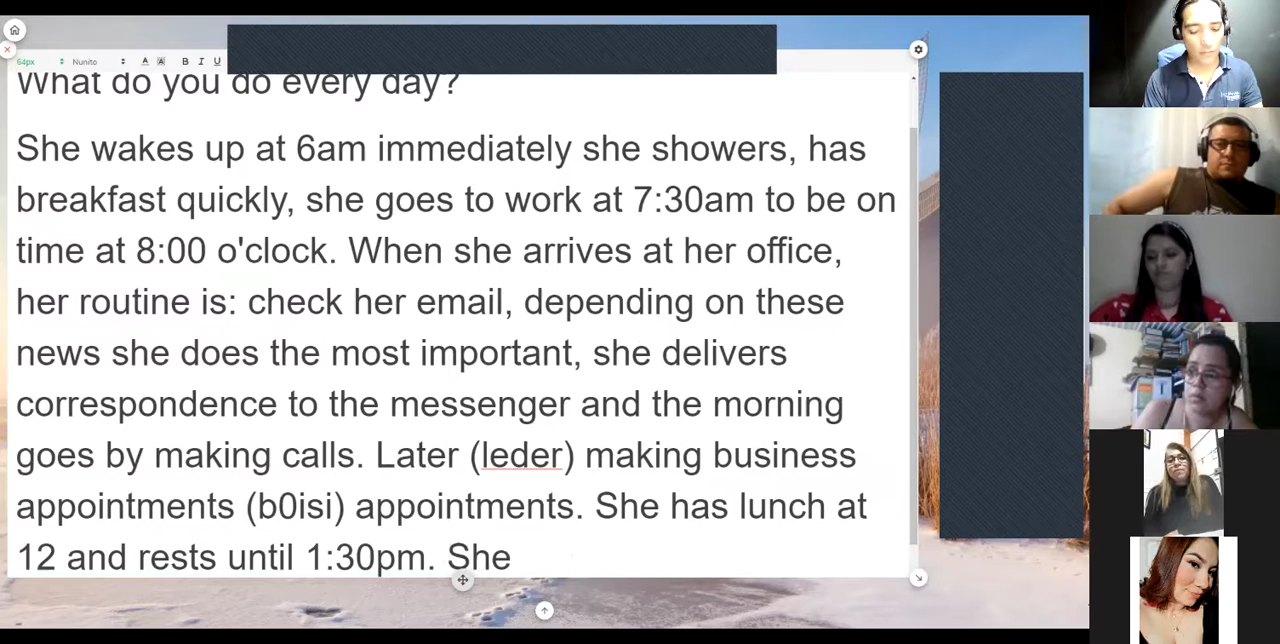 64px Nunito B I U
What do you do every day?
She wakes up at 6am immediately she showers, has
breakfast quickly, she goes to work at 7:30am to be on
time at 8:00 o'clock. When she arrives at her office,
her routine is: check her email, depending on these
news she does the most important, she delivers
correspondence to the messenger and the morning
goes by making calls. Later (leder) making business
appointments (b0isi) appointments. She has lunch at
12 and rests until 1:30pm. She